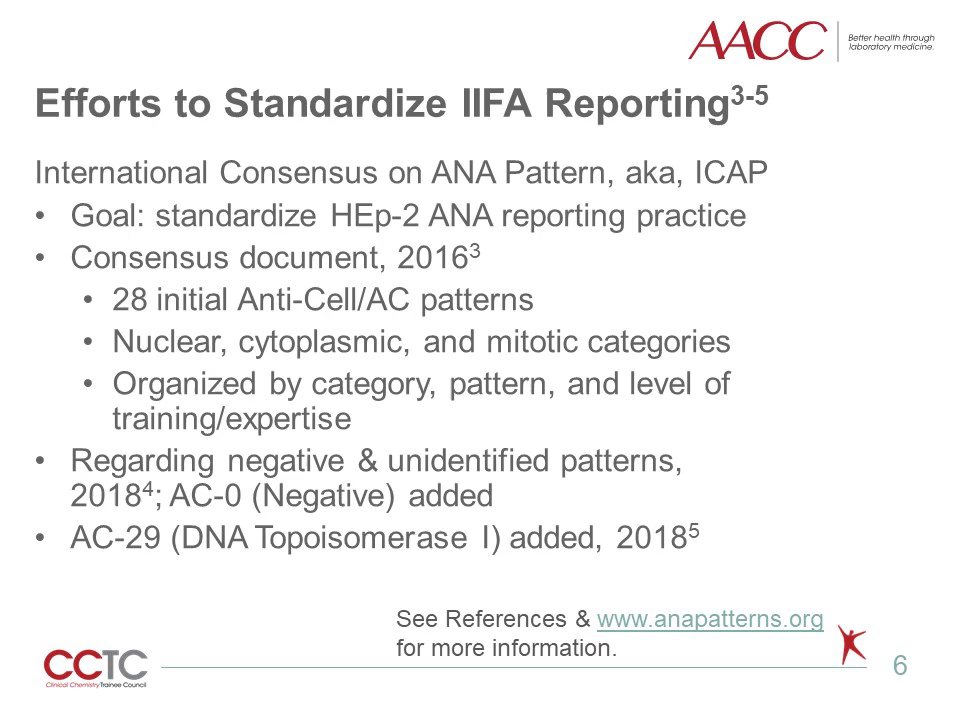 AACC
Better health through
laboratory medicine.
Efforts to Standardize IIFA Reporting³⁻⁵
International Consensus on ANA Pattern, aka, ICAP
• Goal: standardize HEp-2 ANA reporting practice
• Consensus document, 2016³
• 28 initial Anti-Cell/AC patterns
• Nuclear, cytoplasmic, and mitotic categories
• Organized by category, pattern, and level of
training/expertise
• Regarding negative & unidentified patterns,
2018⁴; AC-0 (Negative) added
• AC-29 (DNA Topoisomerase I) added, 2018⁵
See References & www.anapatterns.org
for more information.
CCTC
Clinical Chemistry Trainee Council
6